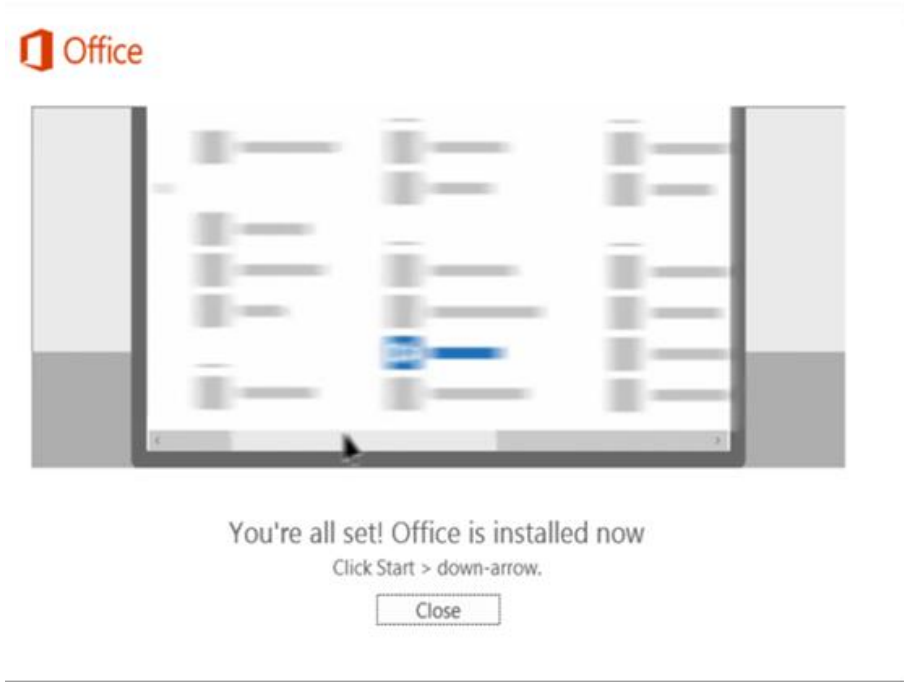 Office
You're all set! Office is installed now
Click Start > down-arrow.
Close